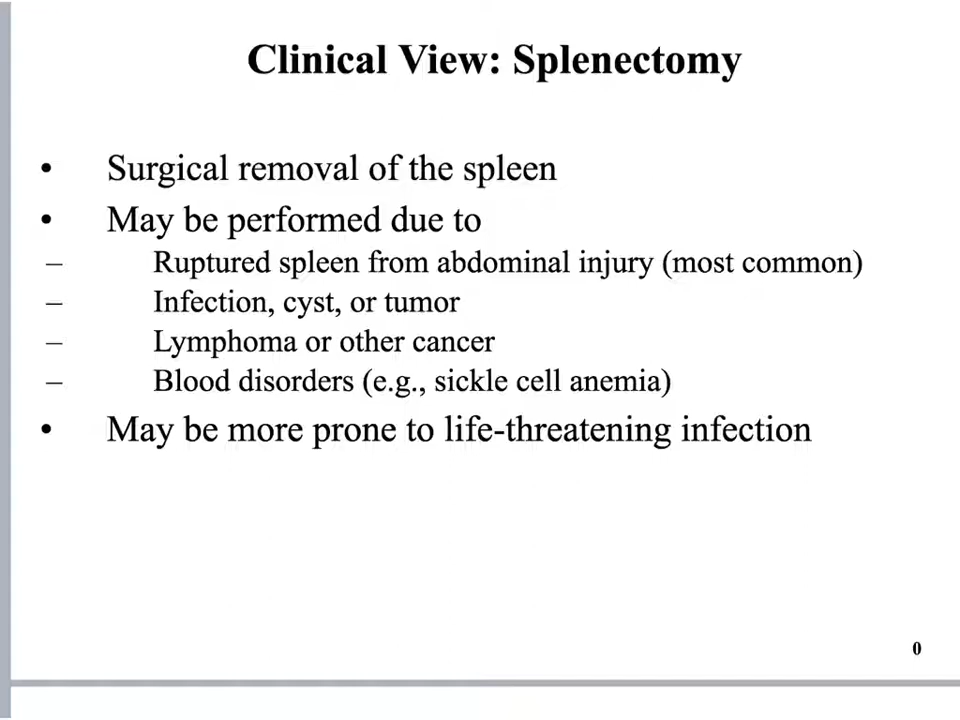 Clinical View: Splenectomy
• Surgical removal of the spleen
• May be performed due to
– Ruptured spleen from abdominal injury (most common)
– Infection, cyst, or tumor
– Lymphoma or other cancer
– Blood disorders (e.g., sickle cell anemia)
• May be more prone to life-threatening infection
0